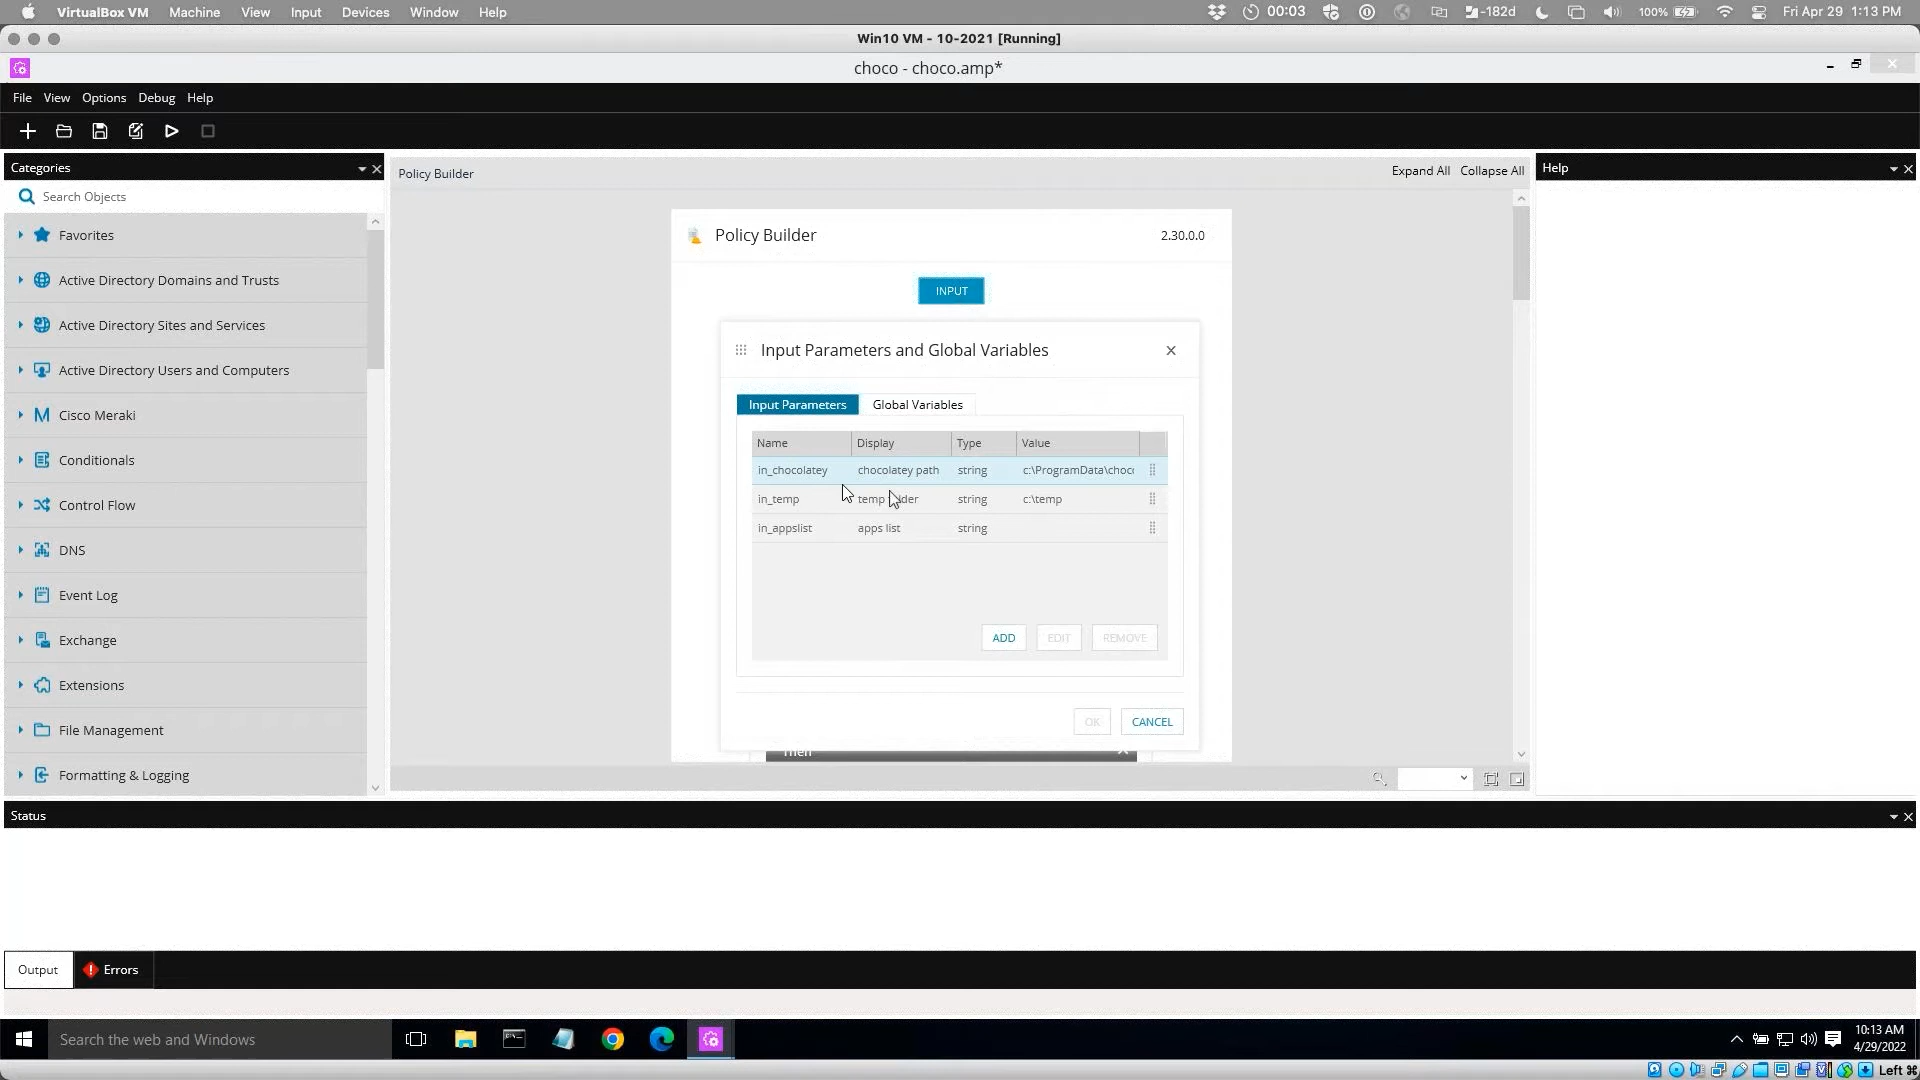 VirtualBox VM Machine View Input Devices Window Help 00:03 -182d 100% Fri Apr 29 1:13 PM
Win10 VM - 10-2021 [Running]
choco - choco.amp*
File View Options Debug Help
Categories
Search Objects
Favorites
Active Directory Domains and Trusts
Active Directory Sites and Services
Active Directory Users and Computers
Cisco Meraki
Conditionals
Control Flow
DNS
Event Log
Exchange
Extensions
File Management
Formatting & Logging
Policy Builder
Expand All Collapse All
Policy Builder 2.30.0.0
INPUT
Input Parameters and Global Variables
Input Parameters Global Variables
Name Display Type Value
in_chocolatey chocolatey path string c:\ProgramData\choc
in_temp temp string c:\temp
in_appslist apps list string
ADD EDIT REMOVE
OK CANCEL
Then
Help
Status
Output Errors
Search the web and Windows
10:13 AM
4/29/2022
Left ⌘